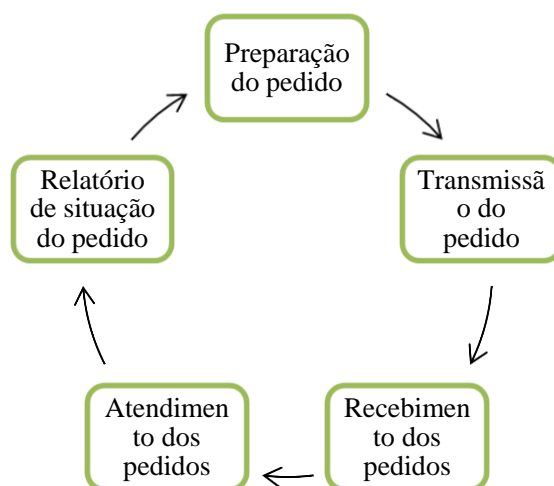 Preparação
do pedido
Transmissã
o do
pedido
Recebimen
to dos
pedidos
Atendimen
to dos
pedidos
Relatório
de situação
do pedido